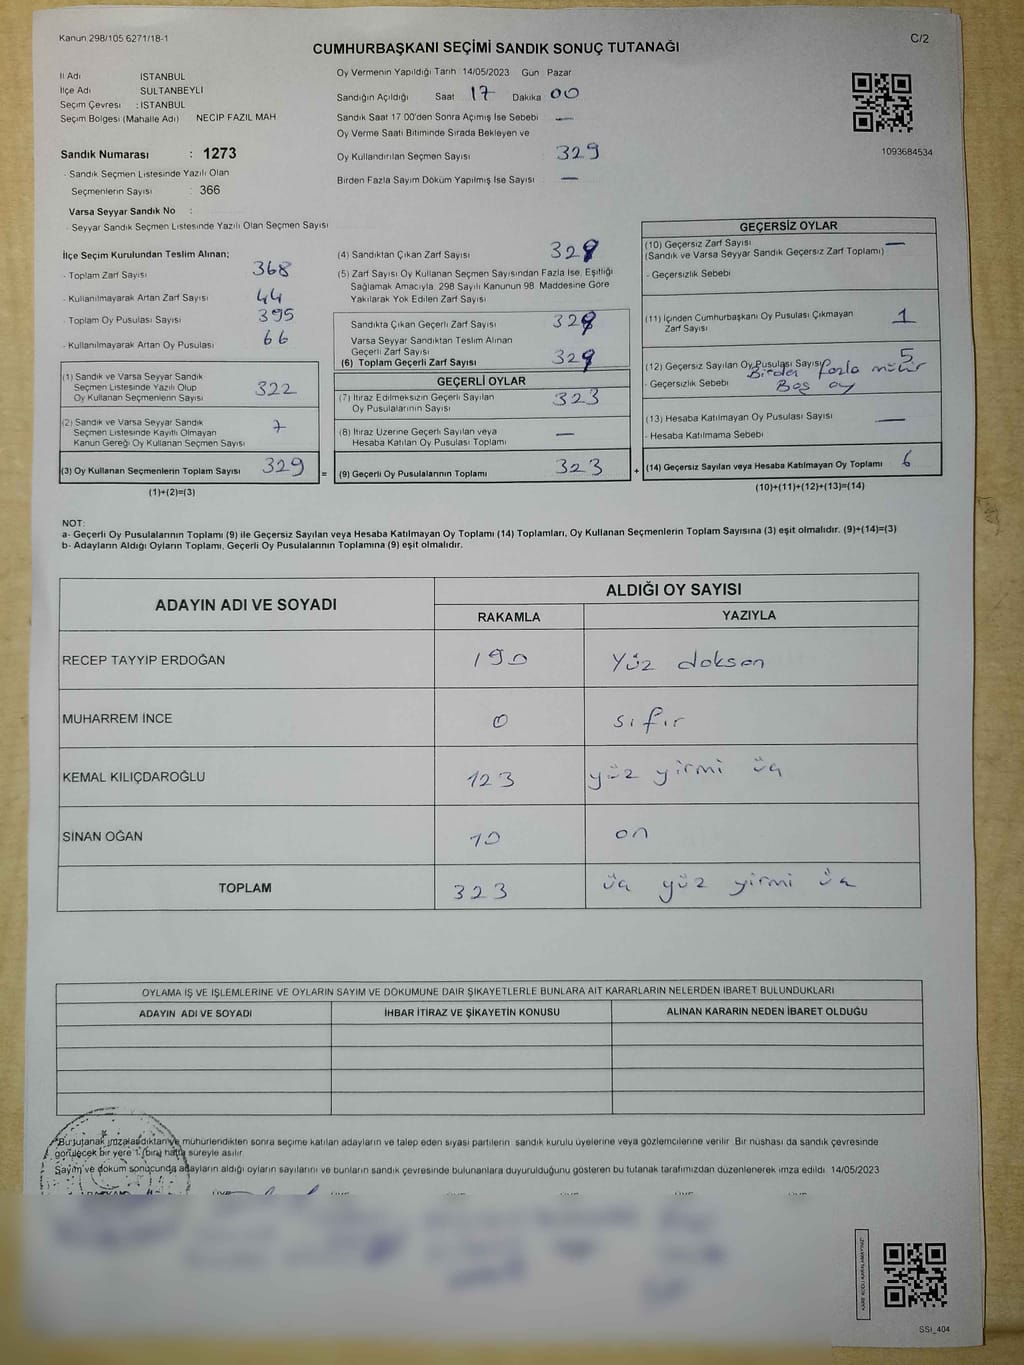 Kanun 298/105 6271/18-1
C/2
CUMHURBAŞKANI SEÇİMİ SANDIK SONUÇ TUTANAĞI
İl Adı İSTANBUL
İlçe Adı SULTANBEYLİ
Seçim Çevresi : İSTANBUL
Seçim Bölgesi (Mahalle Adı) NECİP FAZIL MAH
Sandık Numarası : 1273
- Sandık Seçmen Listesinde Yazılı Olan
Seçmenlerin Sayısı : 366
Varsa Seyyar Sandık No :
- Seyyar Sandık Seçmen Listesinde Yazılı Olan Seçmen Sayısı
Oy Vermenin Yapıldığı Tarih 14/05/2023 Gün Pazar
Sandığın Açıldığı Saat 17 Dakika 00
Sandık Saat 17 00'den Sonra Açılmış İse Sebebi —
Oy Verme Saati Bitiminde Sırada Bekleyen ve
Oy Kullandırılan Seçmen Sayısı 329
Birden Fazla Sayım Döküm Yapılmış İse Sayısı —
1093684534
İlçe Seçim Kurulundan Teslim Alınan;
- Toplam Zarf Sayısı 368
- Kullanılmayarak Artan Zarf Sayısı 44
- Toplam Oy Pusulası Sayısı 395
- Kullanılmayarak Artan Oy Pusulası 66
(1) Sandık ve Varsa Seyyar Sandık
Seçmen Listesinde Yazılı Olup
Oy Kullanan Seçmenlerin Sayısı 322
(2) Sandık ve Varsa Seyyar Sandık
Seçmen Listesinde Kayıtlı Olmayan
Kanun Gereği Oy Kullanan Seçmen Sayısı 7
(3) Oy Kullanan Seçmenlerin Toplam Sayısı 329 =
(1)+(2)=(3)
(4) Sandıktan Çıkan Zarf Sayısı 329
(5) Zarf Sayısı Oy Kullanan Seçmen Sayısından Fazla İse, Eşitliği
Sağlamak Amacıyla, 298 Sayılı Kanunun 98. Maddesine Göre
Yakılarak Yok Edilen Zarf Sayısı
Sandıkta Çıkan Geçerli Zarf Sayısı 329
Varsa Seyyar Sandıktan Teslim Alınan
Geçerli Zarf Sayısı
(6) Toplam Geçerli Zarf Sayısı 329
GEÇERLİ OYLAR
(7) İtiraz Edilmeksizin Geçerli Sayılan
Oy Pusulalarının Sayısı 323
(8) İtiraz Üzerine Geçerli Sayılan veya
Hesaba Katılan Oy Pusulası Toplamı —
(9) Geçerli Oy Pusulalarının Toplamı 323 +
GEÇERSİZ OYLAR
(10) Geçersiz Zarf Sayısı —
(Sandık ve Varsa Seyyar Sandık Geçersiz Zarf Toplamı)
- Geçersizlik Sebebi
(11) İçinden Cumhurbaşkanı Oy Pusulası Çıkmayan
Zarf Sayısı 1
(12) Geçersiz Sayılan Oy Pusulası Sayısı 5
- Geçersizlik Sebebi Birden fazla mühür
Boş oy
(13) Hesaba Katılmayan Oy Pusulası Sayısı —
- Hesaba Katılmama Sebebi
(14) Geçersiz Sayılan veya Hesaba Katılmayan Oy Toplamı 6
(10)+(11)+(12)+(13)=(14)
NOT:
a- Geçerli Oy Pusulalarının Toplamı (9) ile Geçersiz Sayılan veya Hesaba Katılmayan Oy Toplamı (14) Toplamları, Oy Kullanan Seçmenlerin Toplam Sayısına (3) eşit olmalıdır. (9)+(14)=(3)
b- Adayların Aldığı Oyların Toplamı, Geçerli Oy Pusulalarının Toplamına (9) eşit olmalıdır.
ADAYIN ADI VE SOYADI ALDIĞI OY SAYISI
RAKAMLA YAZIYLA
RECEP TAYYİP ERDOĞAN 190 Yüz doksan
MUHARREM İNCE 0 sıfır
KEMAL KILIÇDAROĞLU 123 yüz yirmi üç
SİNAN OĞAN 10 on
TOPLAM 323 üç yüz yirmi üç
OYLAMA İŞ VE İŞLEMLERİNE VE OYLARIN SAYIM VE DÖKÜMÜNE DAİR ŞİKAYETLERLE BUNLARA AİT KARARLARIN NELERDEN İBARET BULUNDUKLARI
ADAYIN ADI VE SOYADI İHBAR İTİRAZ VE ŞİKAYETİN KONUSU ALINAN KARARIN NEDEN İBARET OLDUĞU
*Bu tutanak imzalandıktan ve mühürlendikten sonra seçime katılan adayların ve talep eden siyasi partilerin sandık kurulu üyelerine veya gözlemcilerine verilir. Bir nüshası da sandık çevresinde
görülecek bir yere 1 (bir) hafta süreyle asılır.
Sayım ve döküm sonucunda adayların aldığı oyların sayılarını ve bunların sandık çevresinde bulunanlara duyurulduğunu gösteren bu tutanak tarafımızdan düzenlenerek imza edildi 14/05/2023
SSİ_404